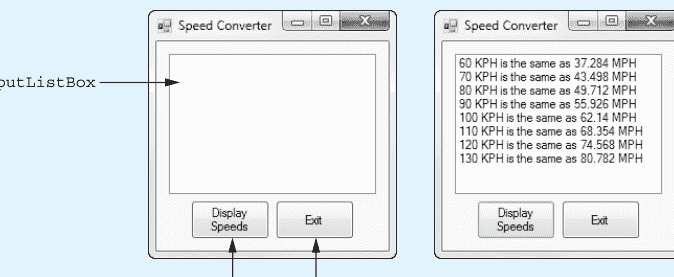 Speed Converter
putListBox
Display
Speeds
Exit
Speed Converter
60 KPH is the same as 37.284 MPH
70 KPH is the same as 43.498 MPH
80 KPH is the same as 49.712 MPH
90 KPH is the same as 55.926 MPH
100 KPH is the same as 62.14 MPH
110 KPH is the same as 68.354 MPH
120 KPH is the same as 74.568 MPH
130 KPH is the same as 80.782 MPH
Display
Speeds
Exit